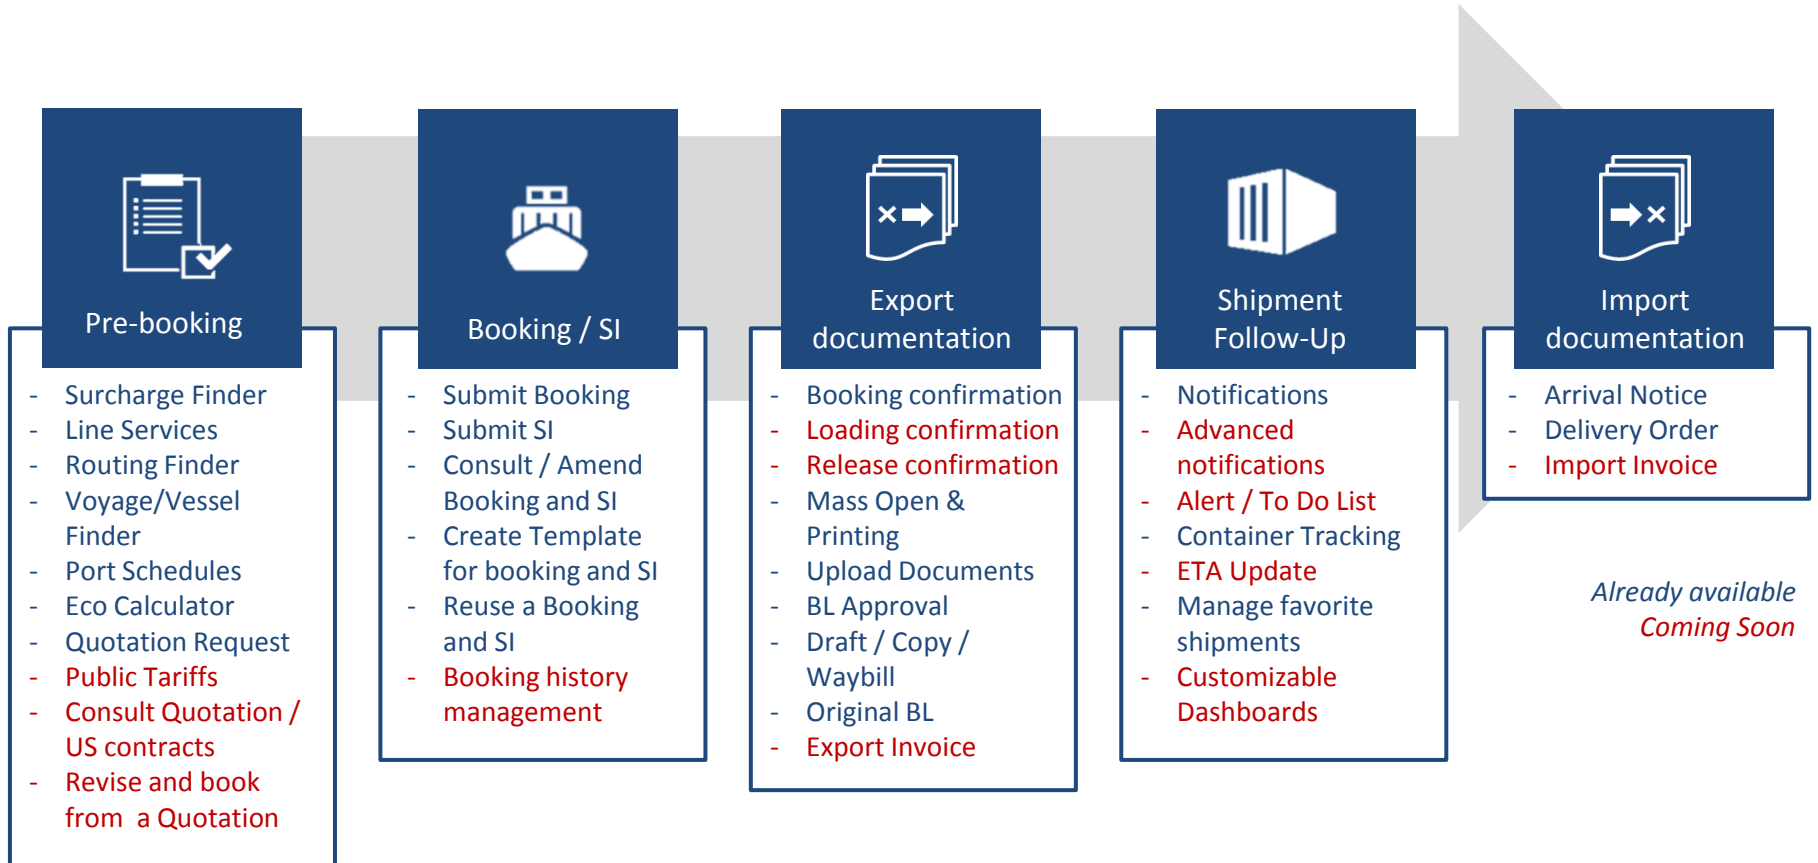 Pre-booking
- Surcharge Finder
- Line Services
- Routing Finder
- Voyage/Vessel
Finder
- Port Schedules
- Eco Calculator
- Quotation Request
- Public Tariffs
- Consult Quotation /
US contracts
- Revise and book
from a Quotation
Booking / SI
- Submit Booking
- Submit SI
- Consult / Amend
Booking and SI
- Create Template
for booking and SI
- Reuse a Booking
and SI
- Booking history
management
Export
documentation
- Booking confirmation
- Loading confirmation
- Release confirmation
- Mass Open &
Printing
- Upload Documents
- BL Approval
- Draft / Copy /
Waybill
- Original BL
- Export Invoice
Shipment
Follow-Up
- Notifications
- Advanced
notifications
- Alert / To Do List
- Container Tracking
- ETA Update
- Manage favorite
shipments
- Customizable
Dashboards
Import
documentation
- Arrival Notice
- Delivery Order
- Import Invoice
Already available
Coming Soon